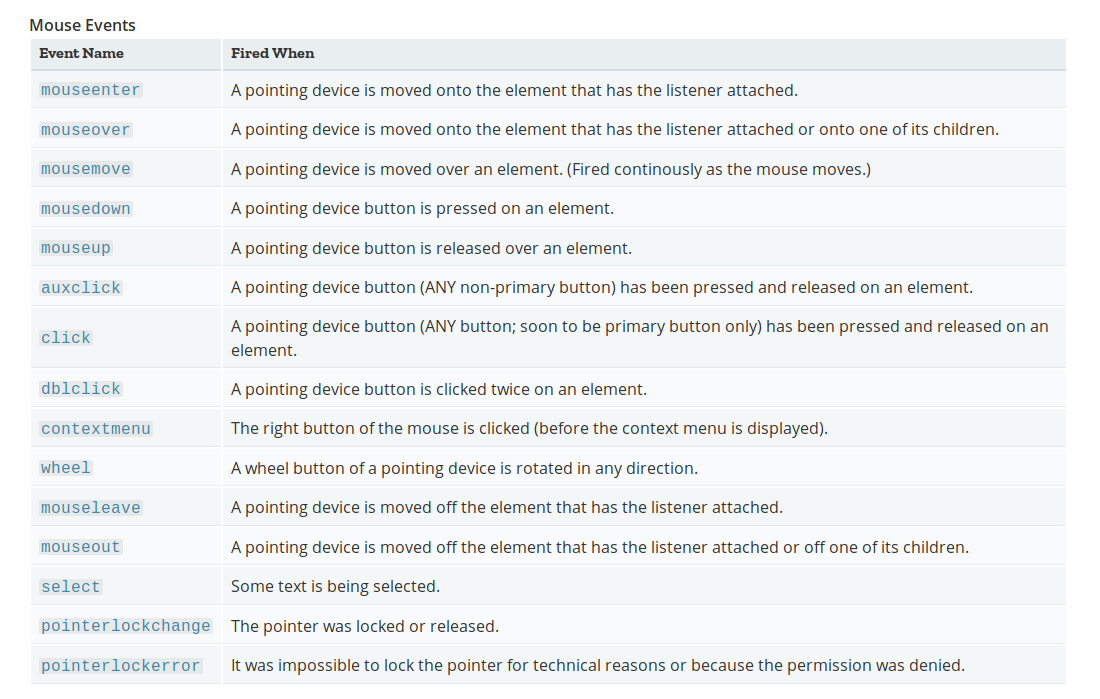 Mouse Events
Event Name Fired When
mouseenter A pointing device is moved onto the element that has the listener attached.
mouseover A pointing device is moved onto the element that has the listener attached or onto one of its children.
mousemove A pointing device is moved over an element. (Fired continously as the mouse moves.)
mousedown A pointing device button is pressed on an element.
mouseup A pointing device button is released over an element.
auxclick A pointing device button (ANY non-primary button) has been pressed and released on an element.
click A pointing device button (ANY button; soon to be primary button only) has been pressed and released on an
element.
dblclick A pointing device button is clicked twice on an element.
contextmenu The right button of the mouse is clicked (before the context menu is displayed).
wheel A wheel button of a pointing device is rotated in any direction.
mouseleave A pointing device is moved off the element that has the listener attached.
mouseout A pointing device is moved off the element that has the listener attached or off one of its children.
select Some text is being selected.
pointerlockchange The pointer was locked or released.
pointerlockerror It was impossible to lock the pointer for technical reasons or because the permission was denied.